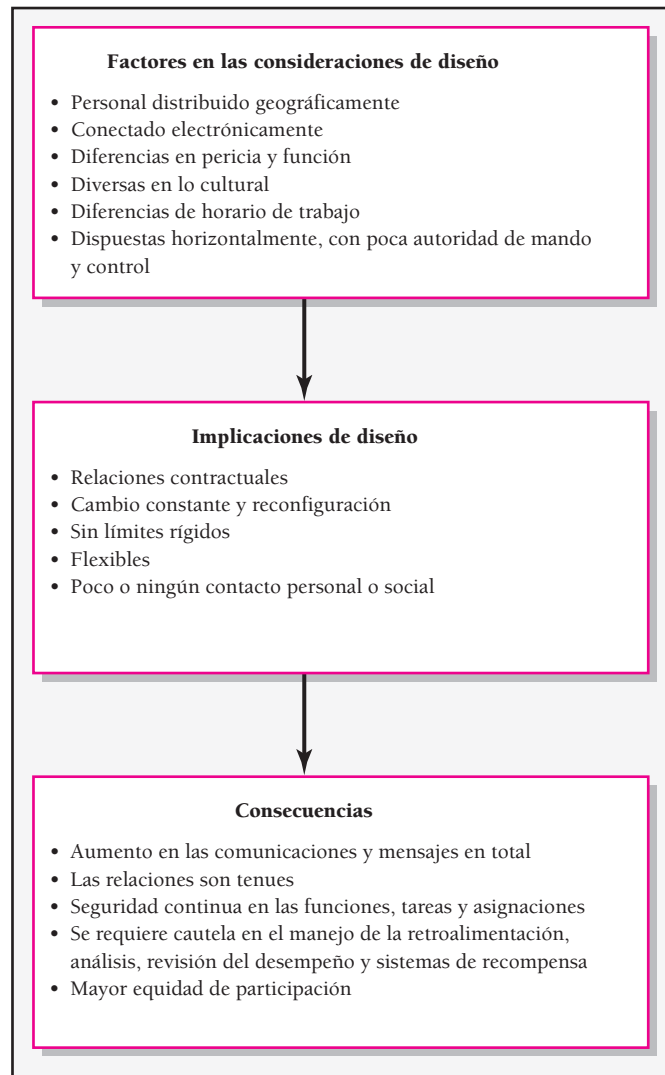 Factores en las consideraciones de diseño
• Personal distribuido geográficamente
• Conectado electrónicamente
• Diferencias en pericia y función
• Diversas en lo cultural
• Diferencias de horario de trabajo
• Dispuestas horizontalmente, con poca autoridad de mando
y control
Implicaciones de diseño
• Relaciones contractuales
• Cambio constante y reconfiguración
• Sin límites rígidos
• Flexibles
• Poco o ningún contacto personal o social
Consecuencias
• Aumento en las comunicaciones y mensajes en total
• Las relaciones son tenues
• Seguridad continua en las funciones, tareas y asignaciones
• Se requiere cautela en el manejo de la retroalimentación,
análisis, revisión del desempeño y sistemas de recompensa
• Mayor equidad de participación